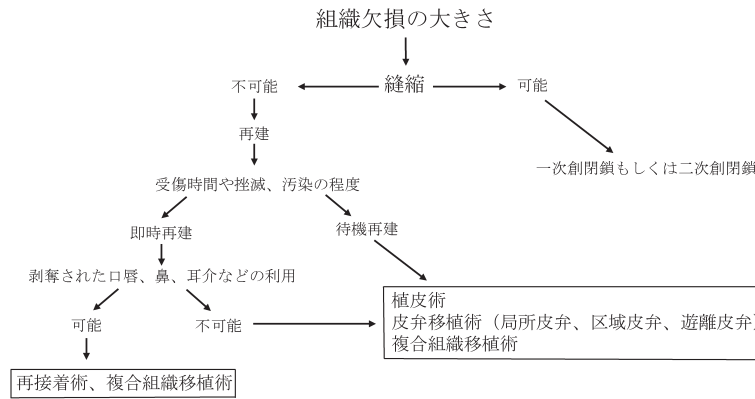 組織欠損の大きさ
不可能
縫縮
可能
再建
一次創閉鎖もしくは二次創閉鎖
受傷時間や挫滅、汚染の程度
即時再建
待機再建
剥奪された口唇、鼻、耳介などの利用
植皮術
皮弁移植術（局所皮弁、区域皮弁、遊離皮弁）
複合組織移植術
可能
不可能
再接着術、複合組織移植術